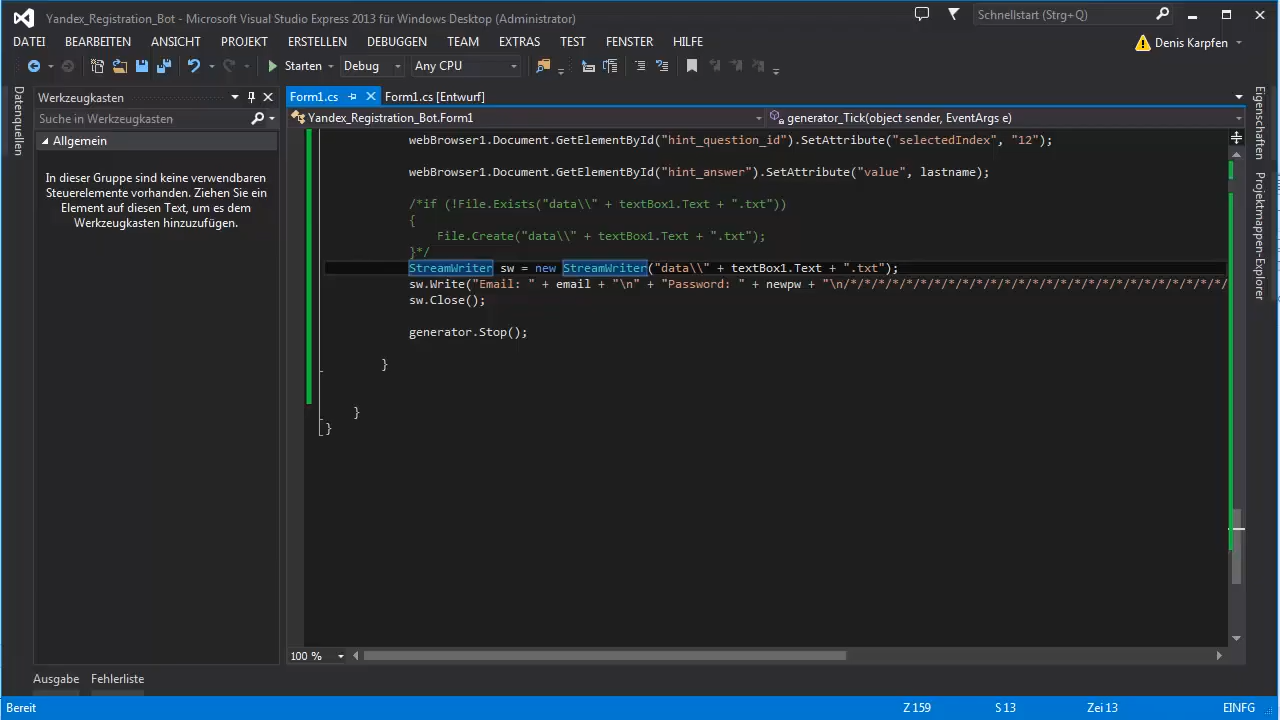 Yandex_Registration_Bot - Microsoft Visual Studio Express 2013 für Windows Desktop (Administrator)
Schnellstart (Strg+Q)
DATEI BEARBEITEN ANSICHT PROJEKT ERSTELLEN DEBUGGEN TEAM EXTRAS TEST FENSTER HILFE
Denis Karpfen
Starten Debug Any CPU
Datenquellen
Werkzeugkasten
Suche in Werkzeugkasten
Allgemein
In dieser Gruppe sind keine verwendbaren
Steuerelemente vorhanden. Ziehen Sie ein
Element auf diesen Text, um es dem
Werkzeugkasten hinzuzufügen.
Form1.cs Form1.cs [Entwurf]
Yandex_Registration_Bot.Form1 generator_Tick(object sender, EventArgs e)
webBrowser1.Document.GetElementById("hint_question_id").SetAttribute("selectedIndex", "12");
webBrowser1.Document.GetElementById("hint_answer").SetAttribute("value", lastname);
/*if (!File.Exists("data\\" + textBox1.Text + ".txt"))
{
File.Create("data\\" + textBox1.Text + ".txt");
}*/
StreamWriter sw = new StreamWriter("data\\" + textBox1.Text + ".txt");
sw.Write("Email: " + email + "\n" + "Password: " + newpw + "\n/*/*/*/*/*/*/*/*/*/*/*/*/*/*/*/*/*/*/*/*/*/*/*/*/*/*/*/
sw.Close();
generator.Stop();
}
}
}
Eigenschaften
Projektmappen-Explorer
100 %
Ausgabe Fehlerliste
Bereit Z 159 S 13 Zei 13 EINFG